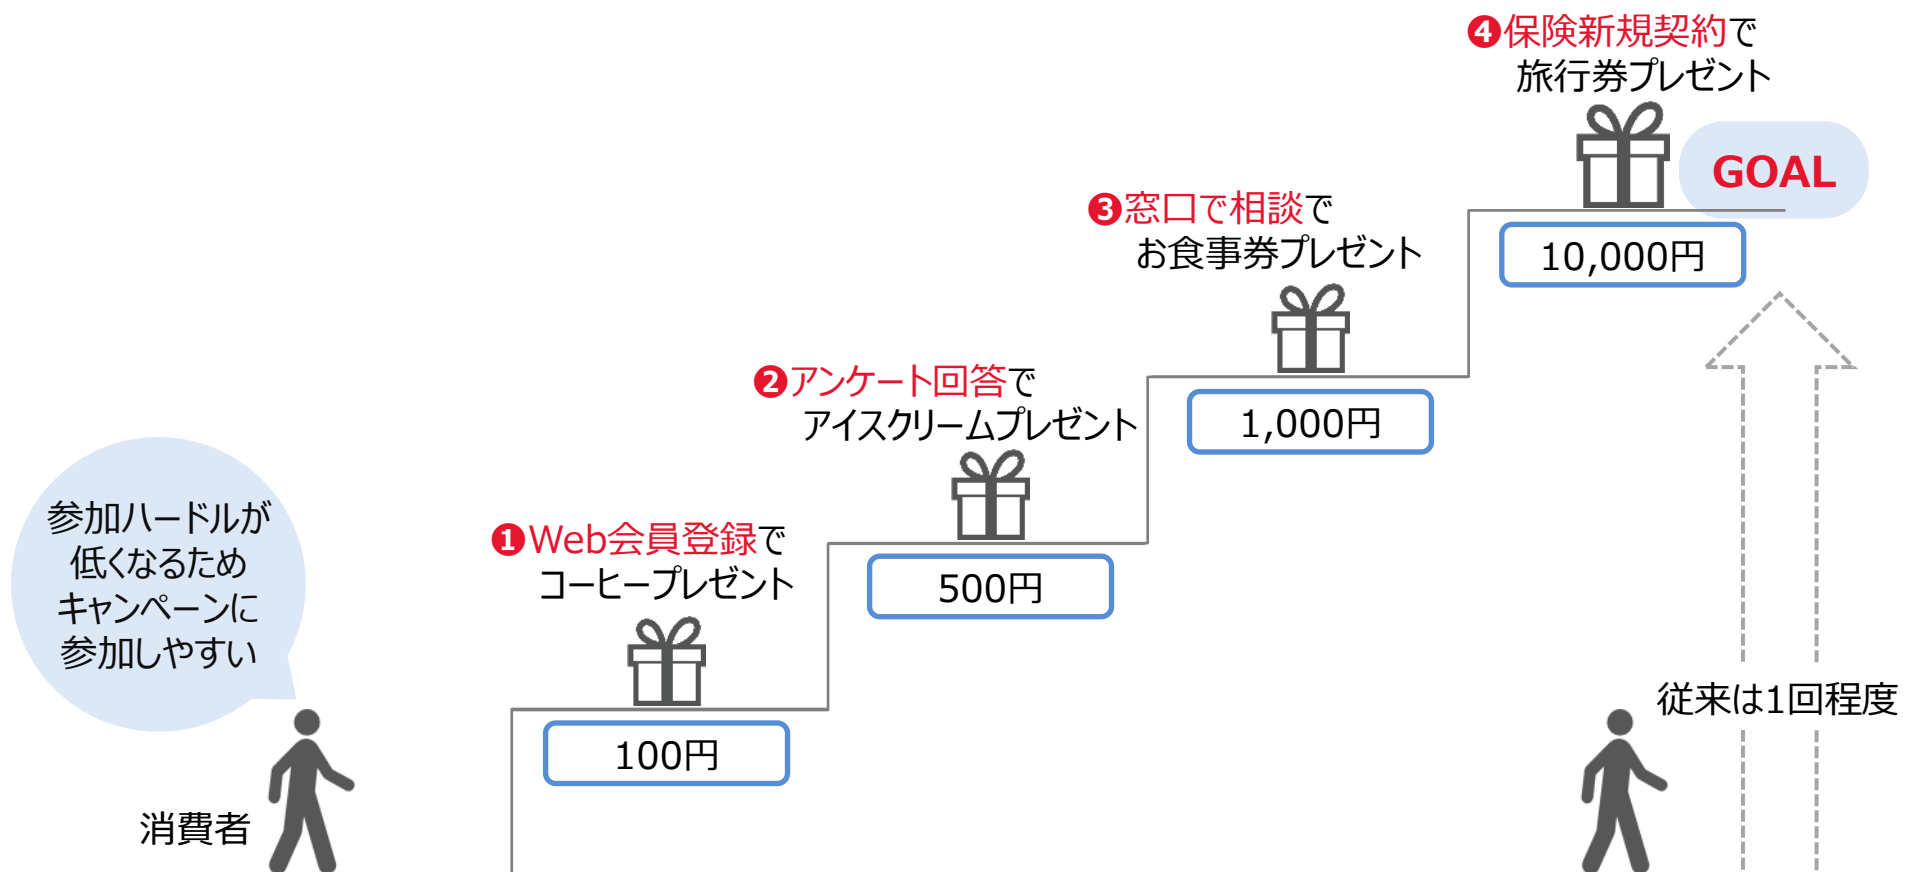 ❹保険新規契約で
旅行券プレゼント
GOAL
10,000円
❸窓口で相談で
お食事券プレゼント
1,000円
❷アンケート回答で
アイスクリームプレゼント
500円
❶Web会員登録で
コーヒープレゼント
100円
参加ハードルが
低くなるため
キャンペーンに
参加しやすい
消費者
従来は1回程度